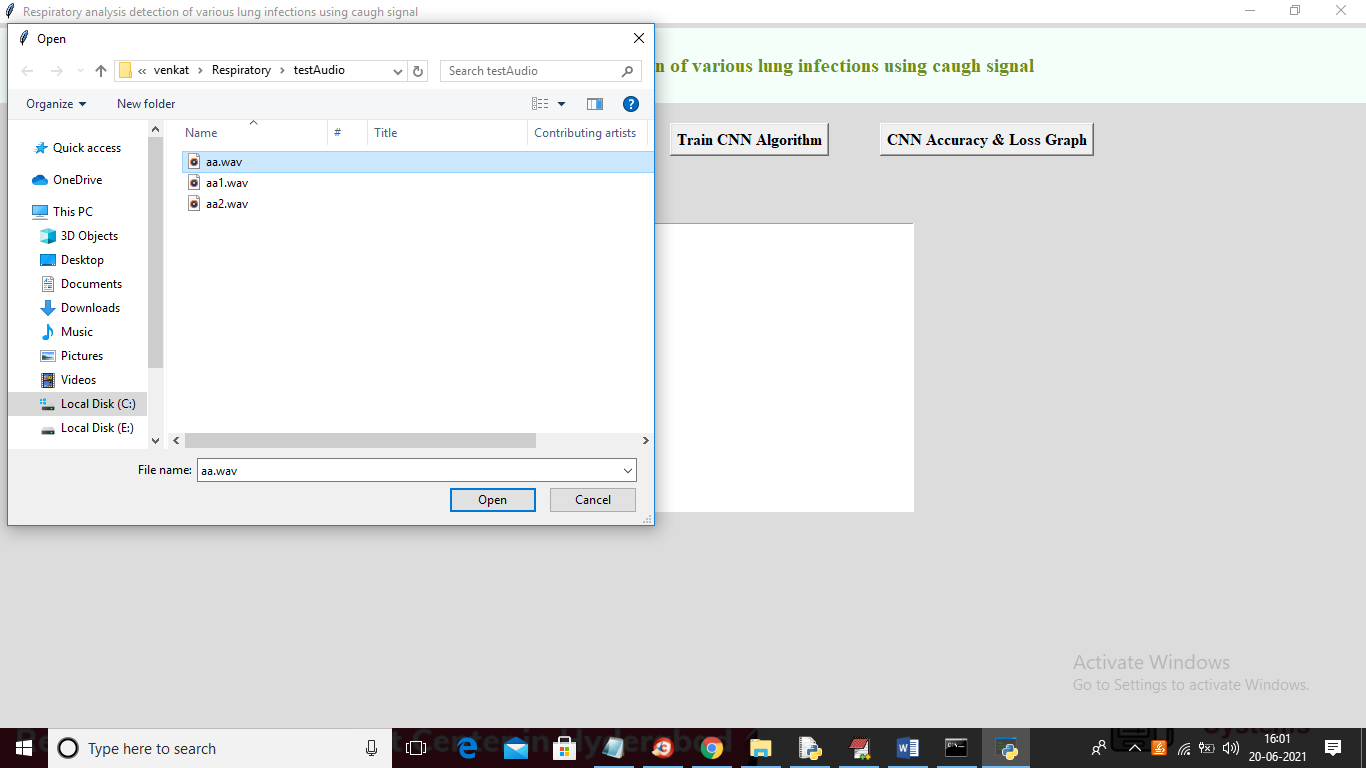 Respiratory analysis detection of various lung infections using caugh signal
Open
« venkat › Respiratory › testAudio
Search testAudio
n of various lung infections using caugh signal
Organize
New folder
?
Name
#
Title
Contributing artists
Train CNN Algorithm
CNN Accuracy & Loss Graph
Quick access
OneDrive
This PC
3D Objects
Desktop
Documents
Downloads
Music
Pictures
Videos
Local Disk (C:)
Local Disk (E:)
aa.wav
aa1.wav
aa2.wav
File name:
aa.wav
Open
Cancel
Activate Windows
Go to Settings to activate Windows.
Type here to search
16:01
20-06-2021